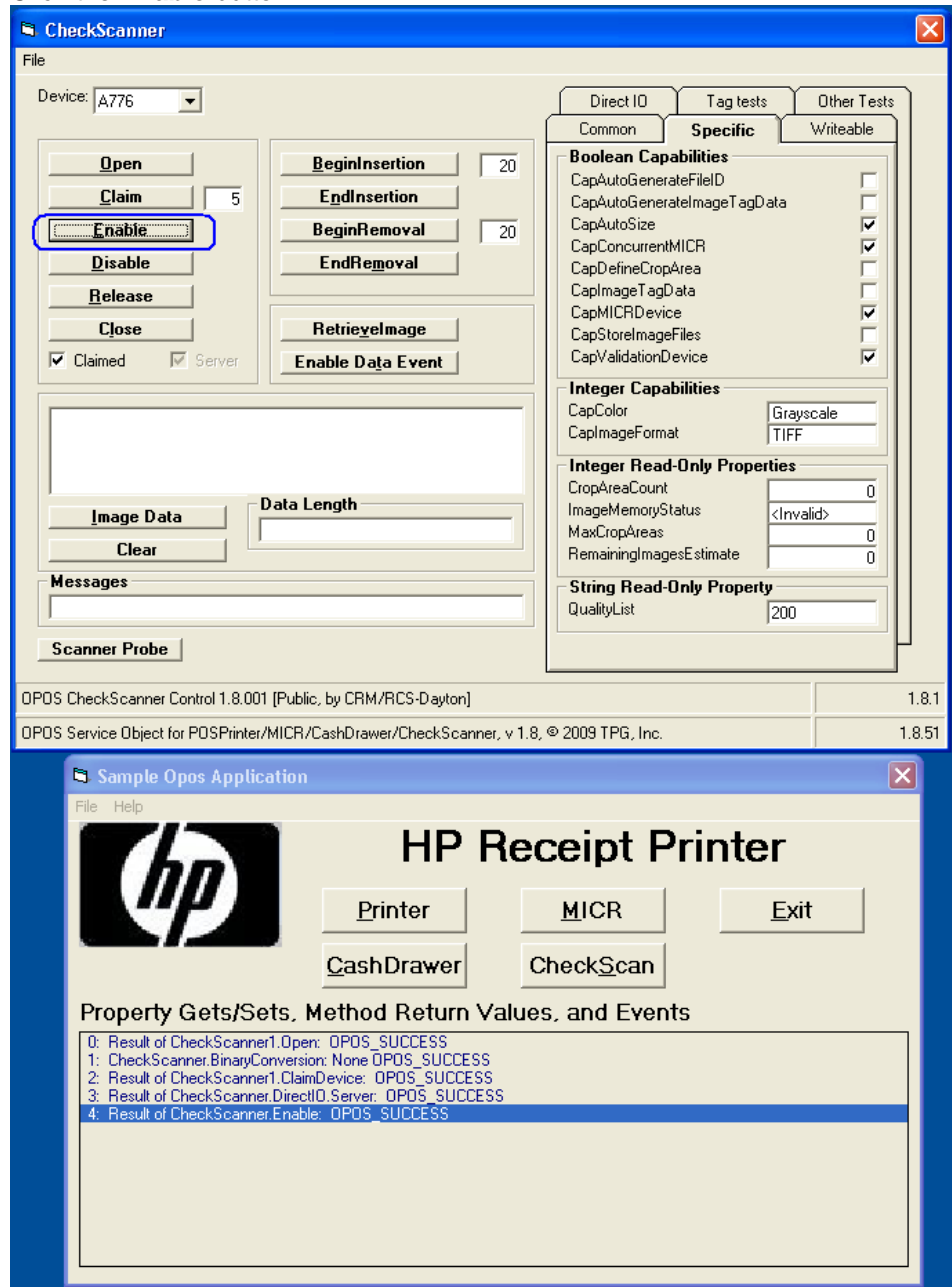 CheckScanner
File
Device: A776
Direct IO Tag tests Other Tests
Common Specific Writeable
Open
Claim 5
Enable
Disable
Release
Close
Claimed Server
BeginInsertion 20
EndInsertion
BeginRemoval 20
EndRemoval
RetrieveImage
Enable Data Event
Boolean Capabilities
CapAutoGenerateFileID
CapAutoGenerateImageTagData
CapAutoSize
CapConcurrentMICR
CapDefineCropArea
CapImageTagData
CapMICRDevice
CapStoreImageFiles
CapValidationDevice
Integer Capabilities
CapColor Grayscale
CapImageFormat TIFF
Integer Read-Only Properties
CropAreaCount 0
ImageMemoryStatus <Invalid>
MaxCropAreas 0
RemainingImagesEstimate 0
String Read-Only Property
QualityList 200
Image Data
Clear
Data Length
Messages
Scanner Probe
OPOS CheckScanner Control 1.8.001 [Public, by CRM/RCS-Dayton] 1.8.1
OPOS Service Object for POSPrinter/MICR/CashDrawer/CheckScanner, v 1.8, © 2009 TPG, Inc. 1.8.51
Sample Opos Application
File Help
hp
HP Receipt Printer
Printer MICR Exit
CashDrawer CheckScan
Property Gets/Sets, Method Return Values, and Events
0: Result of CheckScanner1.Open: OPOS_SUCCESS
1: CheckScanner.BinaryConversion: None OPOS_SUCCESS
2: Result of CheckScanner1.ClaimDevice: OPOS_SUCCESS
3: Result of CheckScanner.DirectIO.Server: OPOS_SUCCESS
4: Result of CheckScanner.Enable: OPOS_SUCCESS